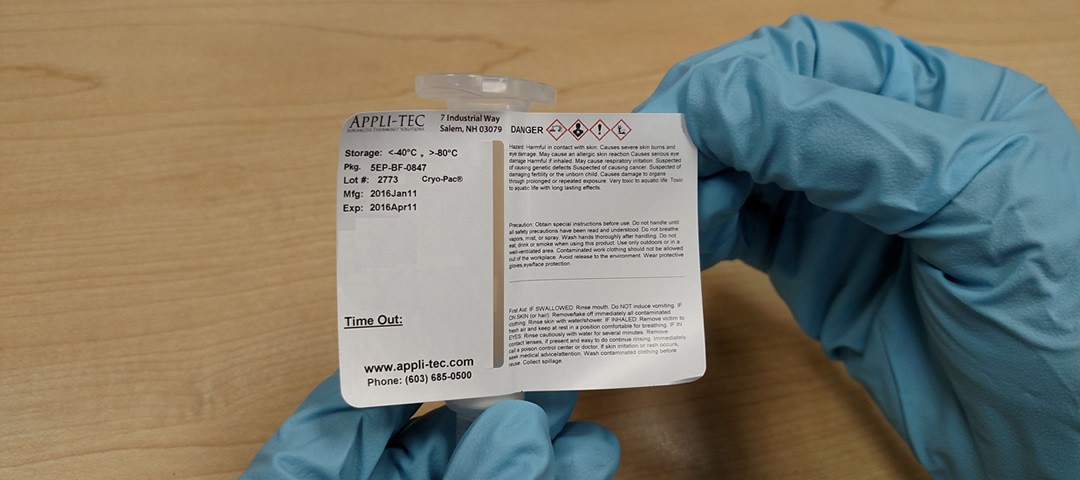 APPLI-TEC
ADVANCED THERMOSET SOLUTIONS
7 Industrial Way
Salem, NH 03079
Storage: <-40°C , >-80°C
Pkg. 5EP-BF-0847
Lot #: 2773 Cryo-Pac®
Mfg: 2016Jan11
Exp: 2016Apr11
Time Out:
www.appli-tec.com
Phone: (603) 685-0500
DANGER
Hazard: Harmful in contact with skin. Causes severe skin burns and
eye damage. May cause an allergic skin reaction Causes serious eye
damage Harmful if inhaled. May cause respiratory irritation. Suspected
of causing genetic defects Suspected of causing cancer. Suspected of
damaging fertility or the unborn child. Causes damage to organs
through prolonged or repeated exposure. Very toxic to aquatic life. Toxic
to aquatic life with long lasting effects.
Precaution: Obtain special instructions before use. Do not handle until
all safety precautions have been read and understood. Do not breathe
vapors, mist, or spray. Wash hands thoroughly after handling. Do not
eat, drink or smoke when using this product. Use only outdoors or in a
well-ventilated area. Contaminated work clothing should not be allowed
out of the workplace. Avoid release to the environment. Wear protective
gloves,eye/face protection.
First Aid: IF SWALLOWED: Rinse mouth. Do NOT induce vomiting. IF
ON SKIN (or hair): Remove/take off immediately all contaminated
clothing. Rinse skin with water/shower. IF INHALED: Remove victim to
fresh air and keep at rest in a position comfortable for breathing. IF IN
EYES: Rinse cautiously with water for several minutes. Remove
contact lenses, if present and easy to do continue rinsing. Immediately
call a poison control center or doctor. If skin irritation or rash occurs,
seek medical advice/attention. Wash contaminated clothing before
reuse. Collect spillage.